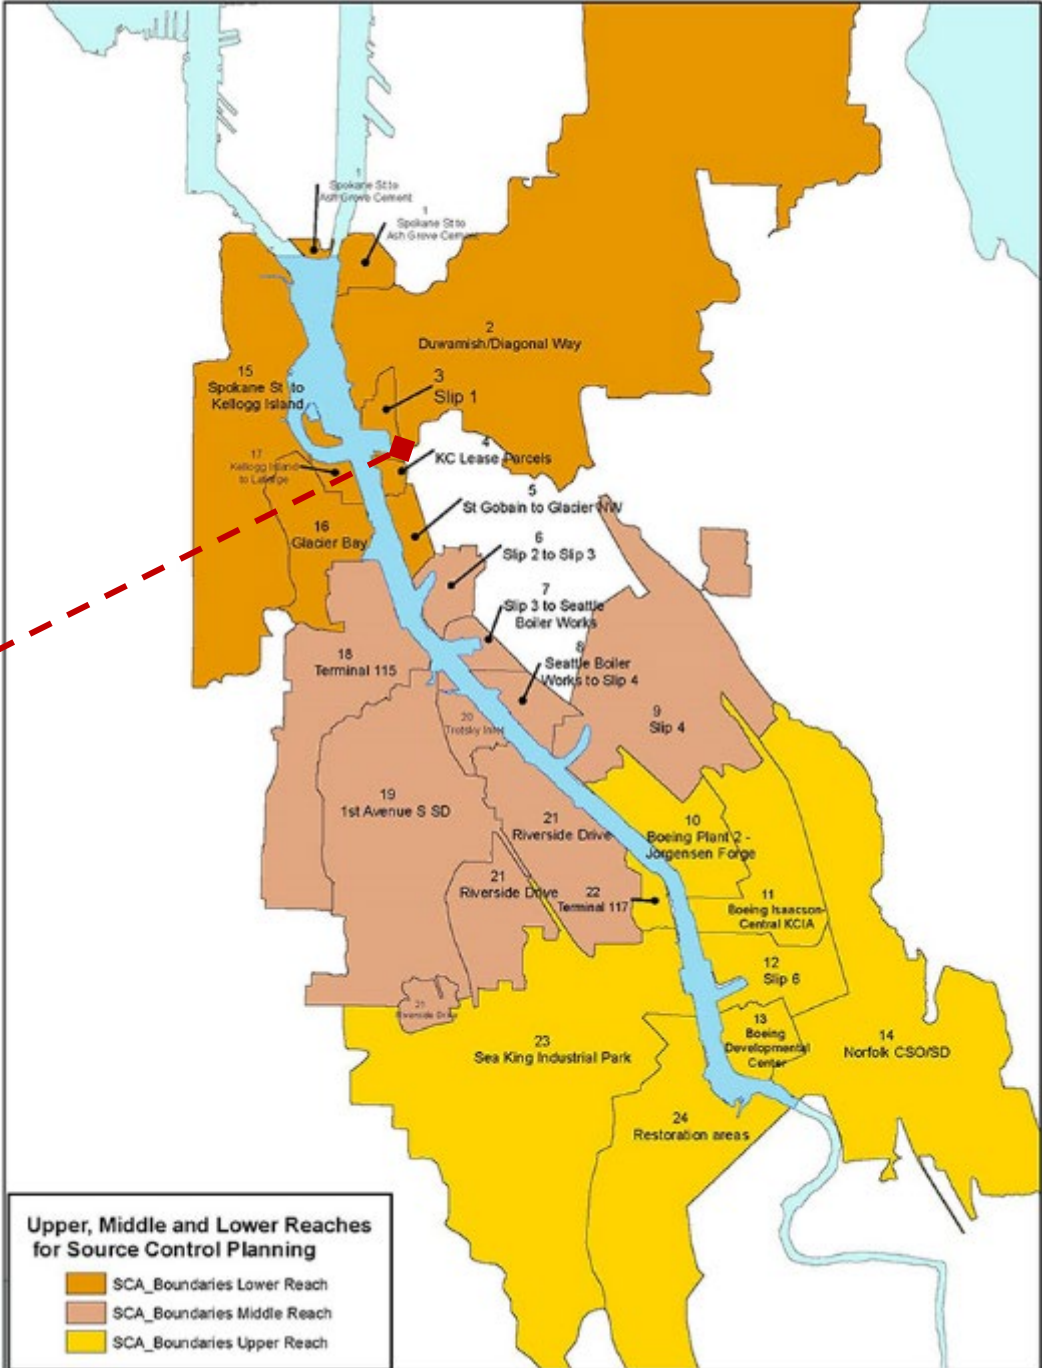 1
Spokane St to
Ash Grove Cement
1
Spokane St to
Ash Grove Cement
2
Duwamish/Diagonal Way
3
Slip 1
15
Spokane St to
Kellogg Island
4
KC Lease Parcels
17
Kellogg Island
to Lafarge
5
St Gobain to Glacier NW
16
Glacier Bay
6
Slip 2 to Slip 3
7
Slip 3 to Seattle
Boiler Works
8
Seattle Boiler
Works to Slip 4
18
Terminal 115
9
Slip 4
20
Trotsky Inlet
19
1st Avenue S SD
21
Riverside Drive
10
Boeing Plant 2 -
Jorgensen Forge
21
Riverside Drive
22
Terminal 117
11
Boeing Isaacson-
Central KCIA
12
Slip 6
21
Riverside Drive
13
Boeing
Developmental
Center
14
Norfolk CSO/SD
23
Sea King Industrial Park
24
Restoration areas
Upper, Middle and Lower Reaches
for Source Control Planning
SCA_Boundaries Lower Reach
SCA_Boundaries Middle Reach
SCA_Boundaries Upper Reach